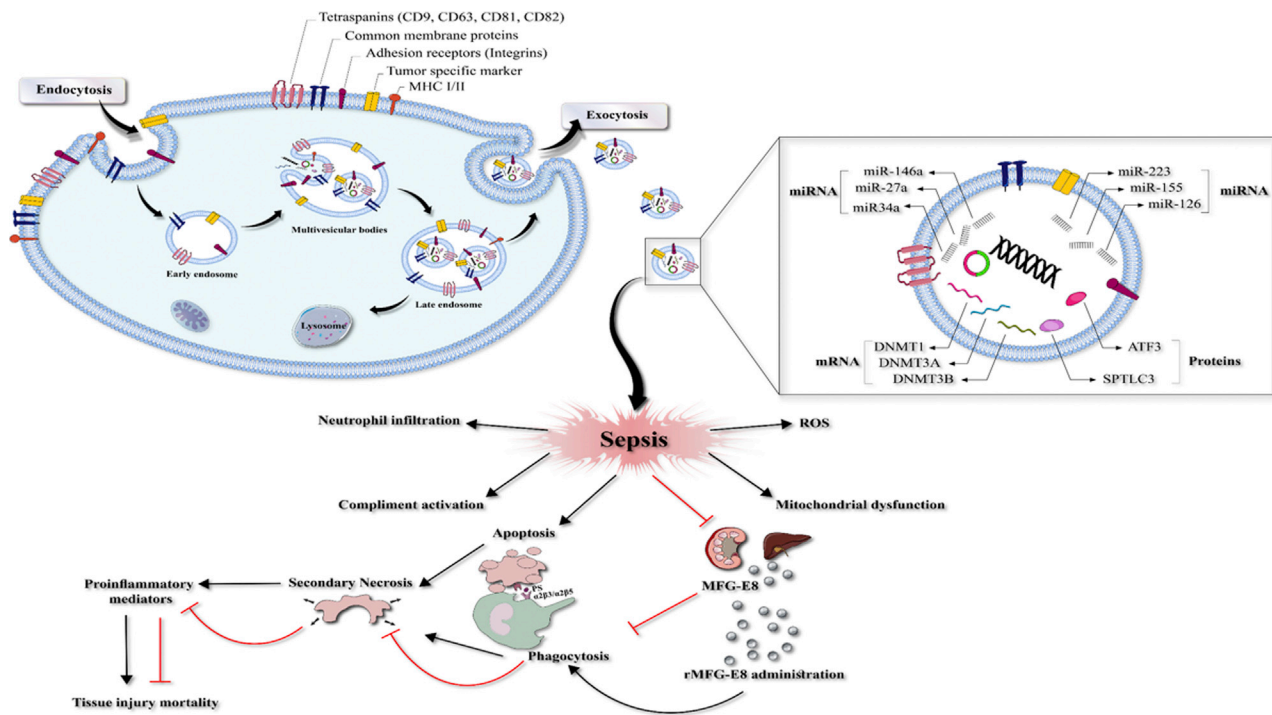 Tetraspanins (CD9, CD63, CD81, CD82)
Common membrane proteins
Adhesion receptors (Integrins)
Tumor specific marker
MHC I/II
Endocytosis
Exocytosis
Multivesicular bodies
Early endosome
Late endosome
Lysosome
miRNA
miR-146a
miR-27a
miR34a
miR-223
miR-155
miR-126
miRNA
mRNA
DNMT1
DNMT3A
DNMT3B
ATF3
SPTLC3
Proteins
Neutrophil infiltration
Sepsis
ROS
Compliment activation
Mitochondrial dysfunction
Apoptosis
PS
α2β3/α2β5
MFG-E8
Proinflammatory
mediators
Secondary Necrosis
Phagocytosis
rMFG-E8 administration
Tissue injury mortality